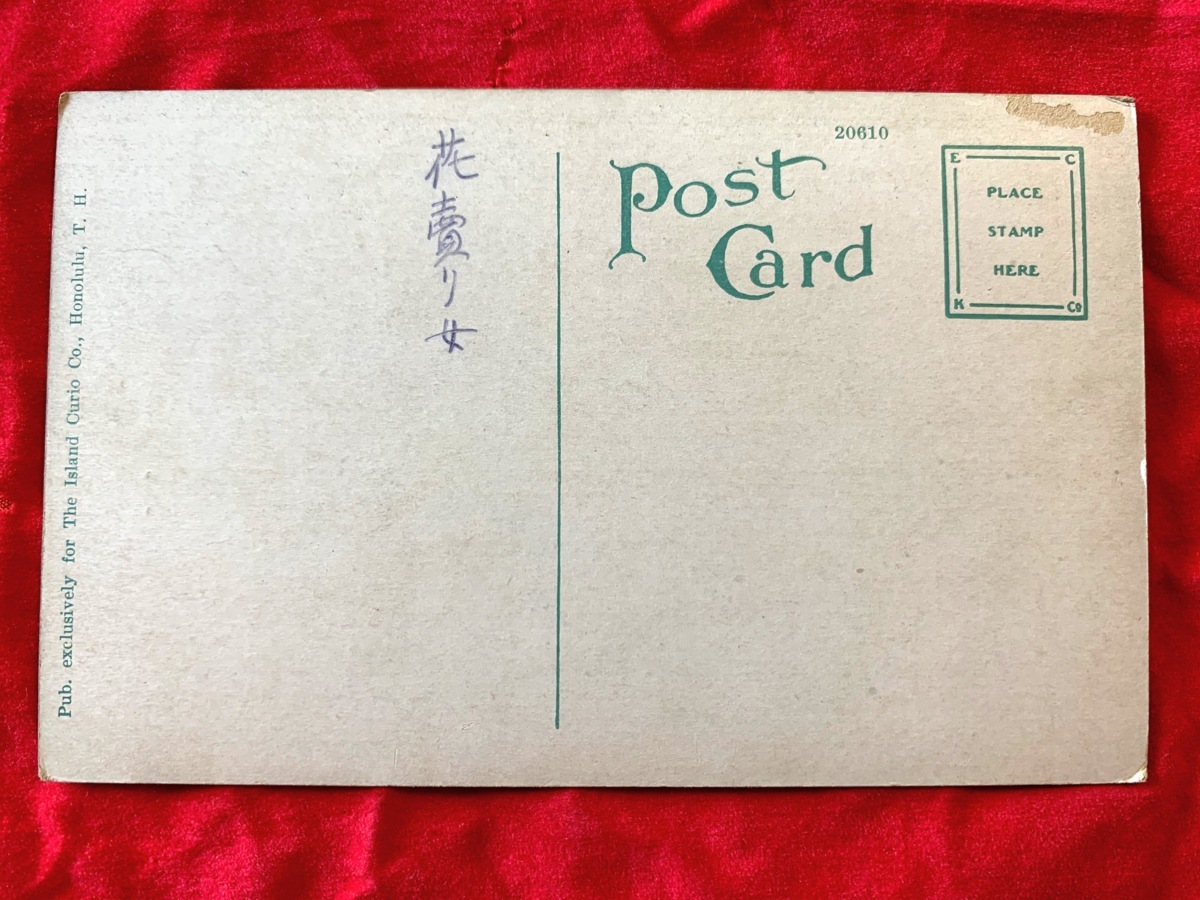 Pub. exclusively for The Island Curio Co., Honolulu, T. H.
花賣り女
20610
Post
Card
E C
PLACE
STAMP
HERE
K Co